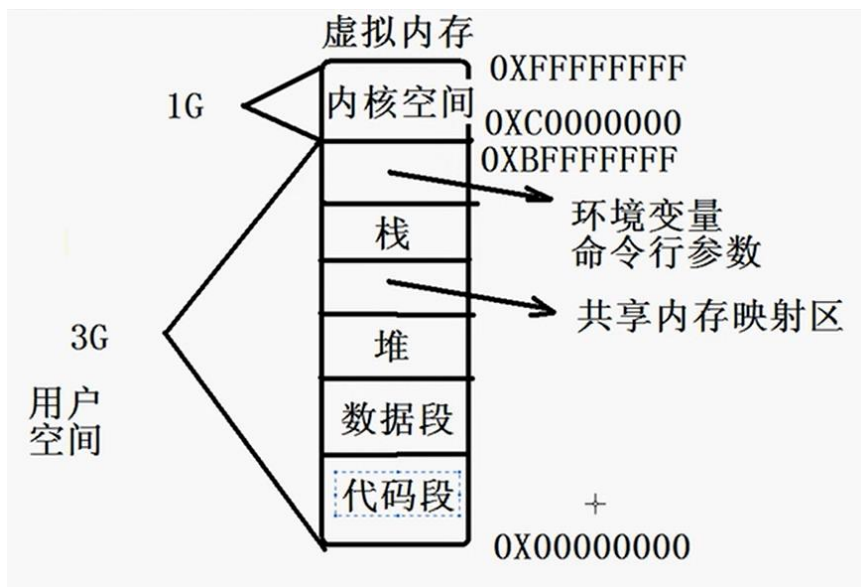 虚拟内存
0XFFFFFFFF
1G
内核空间
0XC0000000
0XBFFFFFFF
环境变量
命令行参数
栈
共享内存映射区
3G
堆
用户
空间
数据段
代码段
0X00000000